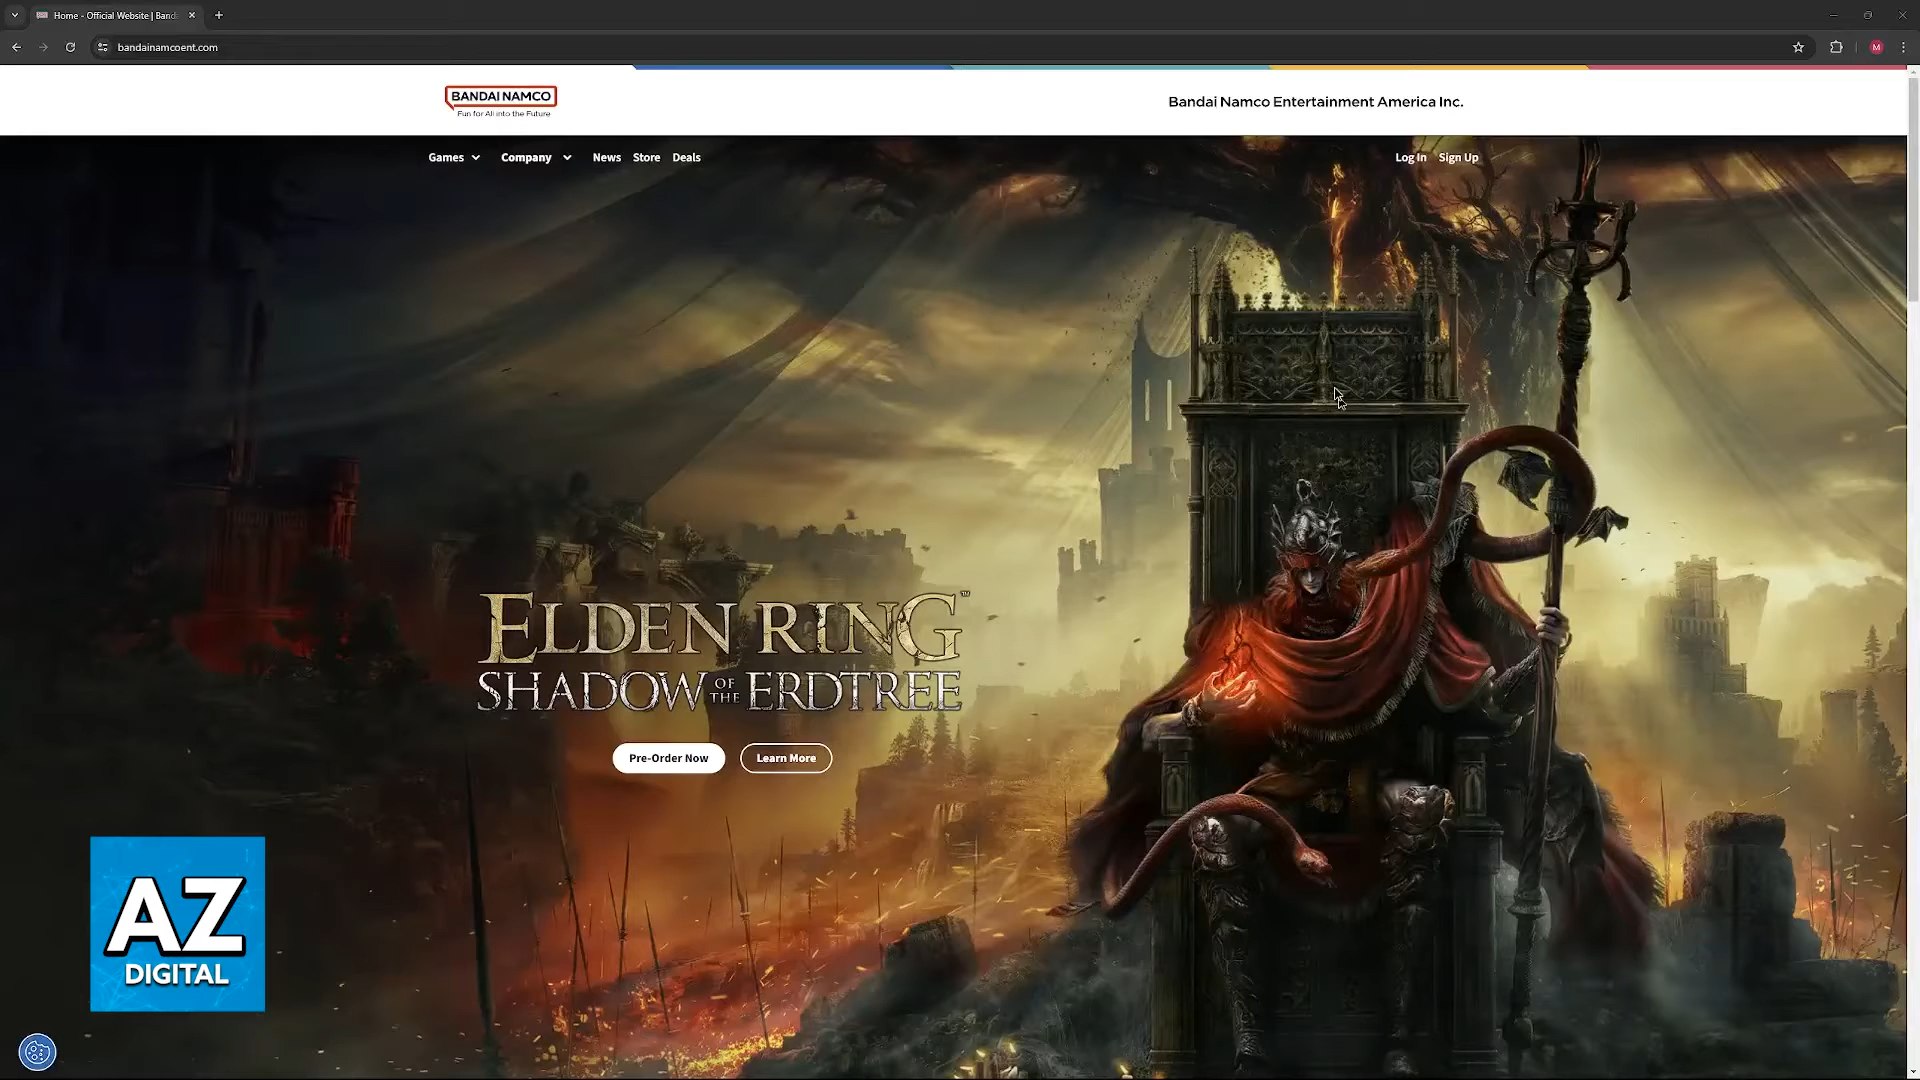 Home - Official Website | Band
bandainamcoent.com
M
BANDAI NAMCO
Fun for All into the Future
Bandai Namco Entertainment America Inc.
Games
Company
News
Store
Deals
Log In
Sign Up
ELDEN RING™
SHADOW OF THE ERDTREE
Pre-Order Now
Learn More
AZ
DIGITAL